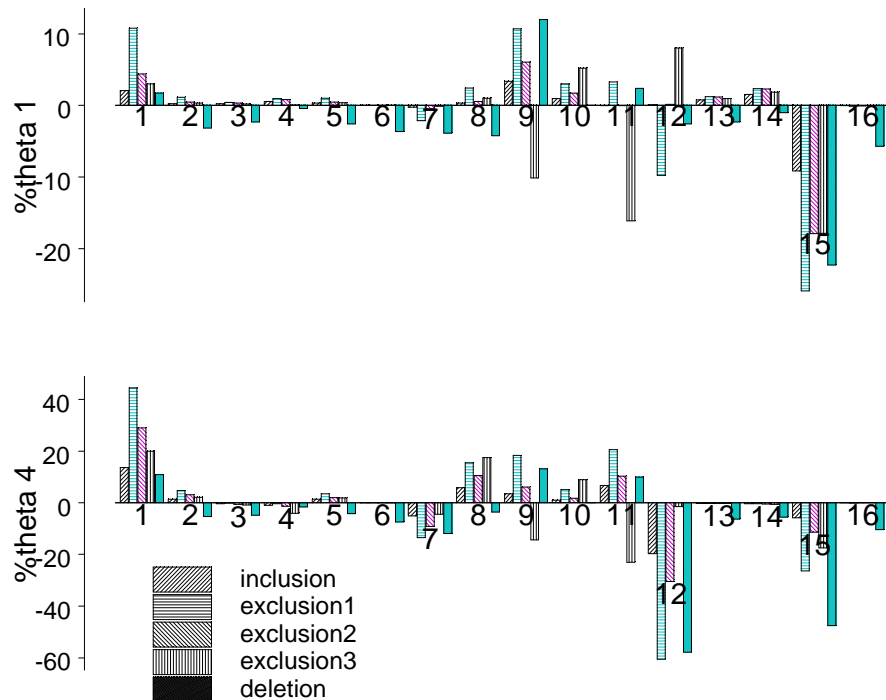 10
0
-10
-20
%theta 1
1 2 3 4 5 6 7 8 9 10 11 12 13 14 15 16
40
20
0
-20
-40
-60
%theta 4
1 2 3 4 5 6 7 8 9 10 11 12 13 14 15 16
inclusion
exclusion1
exclusion2
exclusion3
deletion